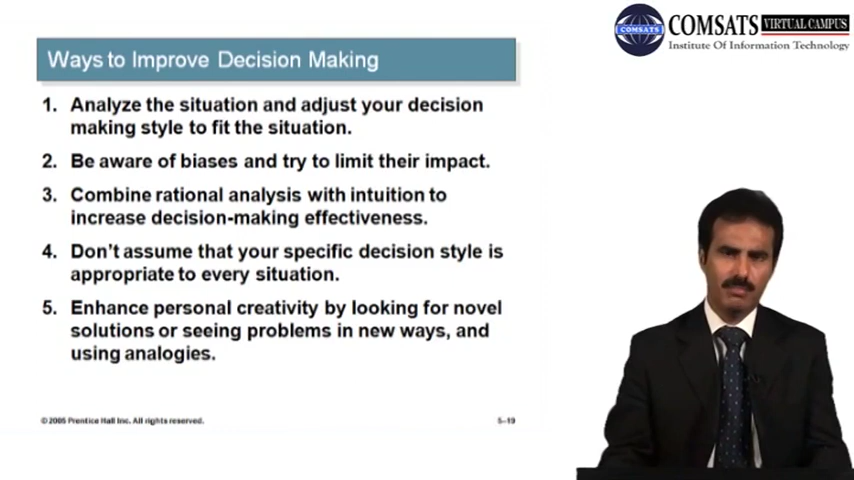 COMSATS VIRTUAL CAMPUS
COMSATS
Institute Of Information Technology
Ways to Improve Decision Making
1. Analyze the situation and adjust your decision
making style to fit the situation.
2. Be aware of biases and try to limit their impact.
3. Combine rational analysis with intuition to
increase decision-making effectiveness.
4. Don't assume that your specific decision style is
appropriate to every situation.
5. Enhance personal creativity by looking for novel
solutions or seeing problems in new ways, and
using analogies.
© 2005 Prentice Hall Inc. All rights reserved.
5–19